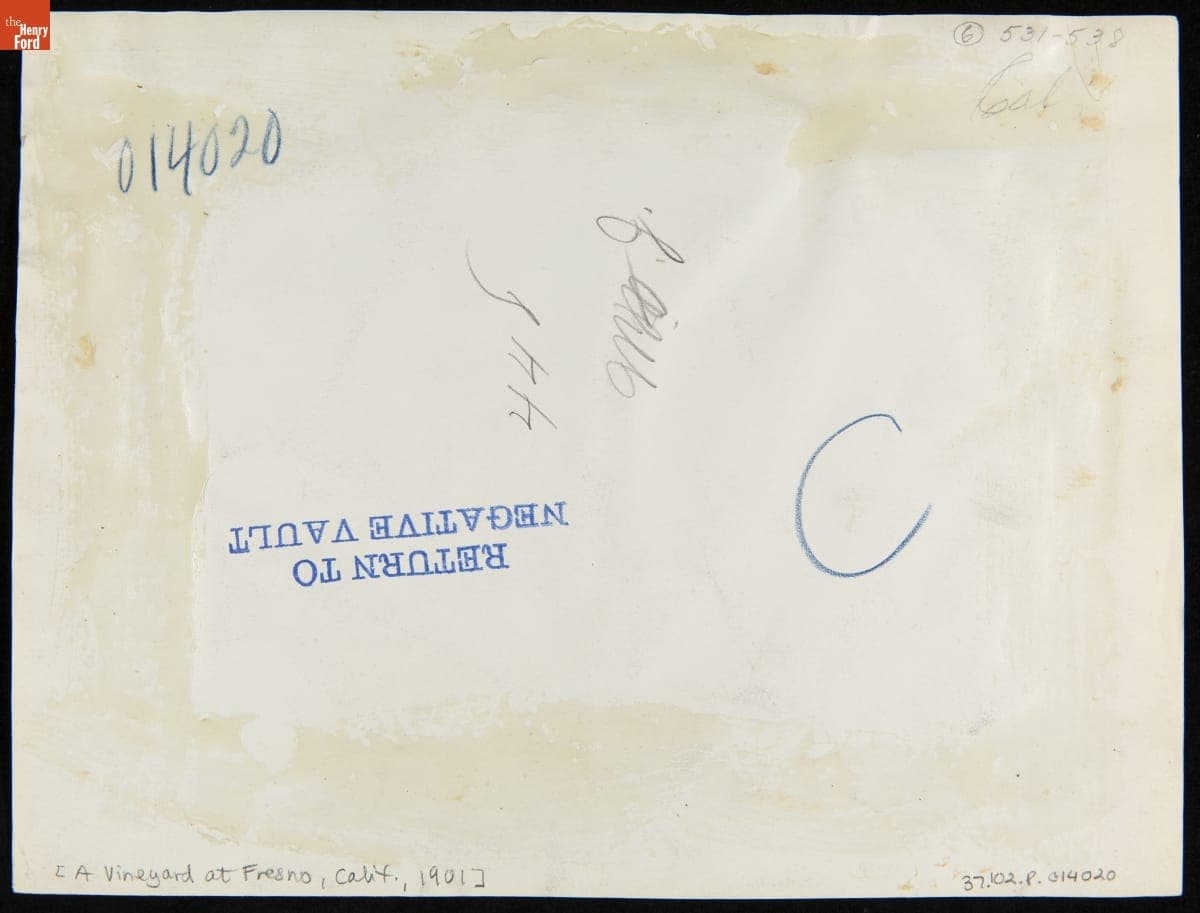 the
Henry
Ford
6 531-538
Cal
014020
445
RETURN TO
NEGATIVE VAULT
C
[A Vineyard at Fresno, Calif., 1901]
37.102.P.014020